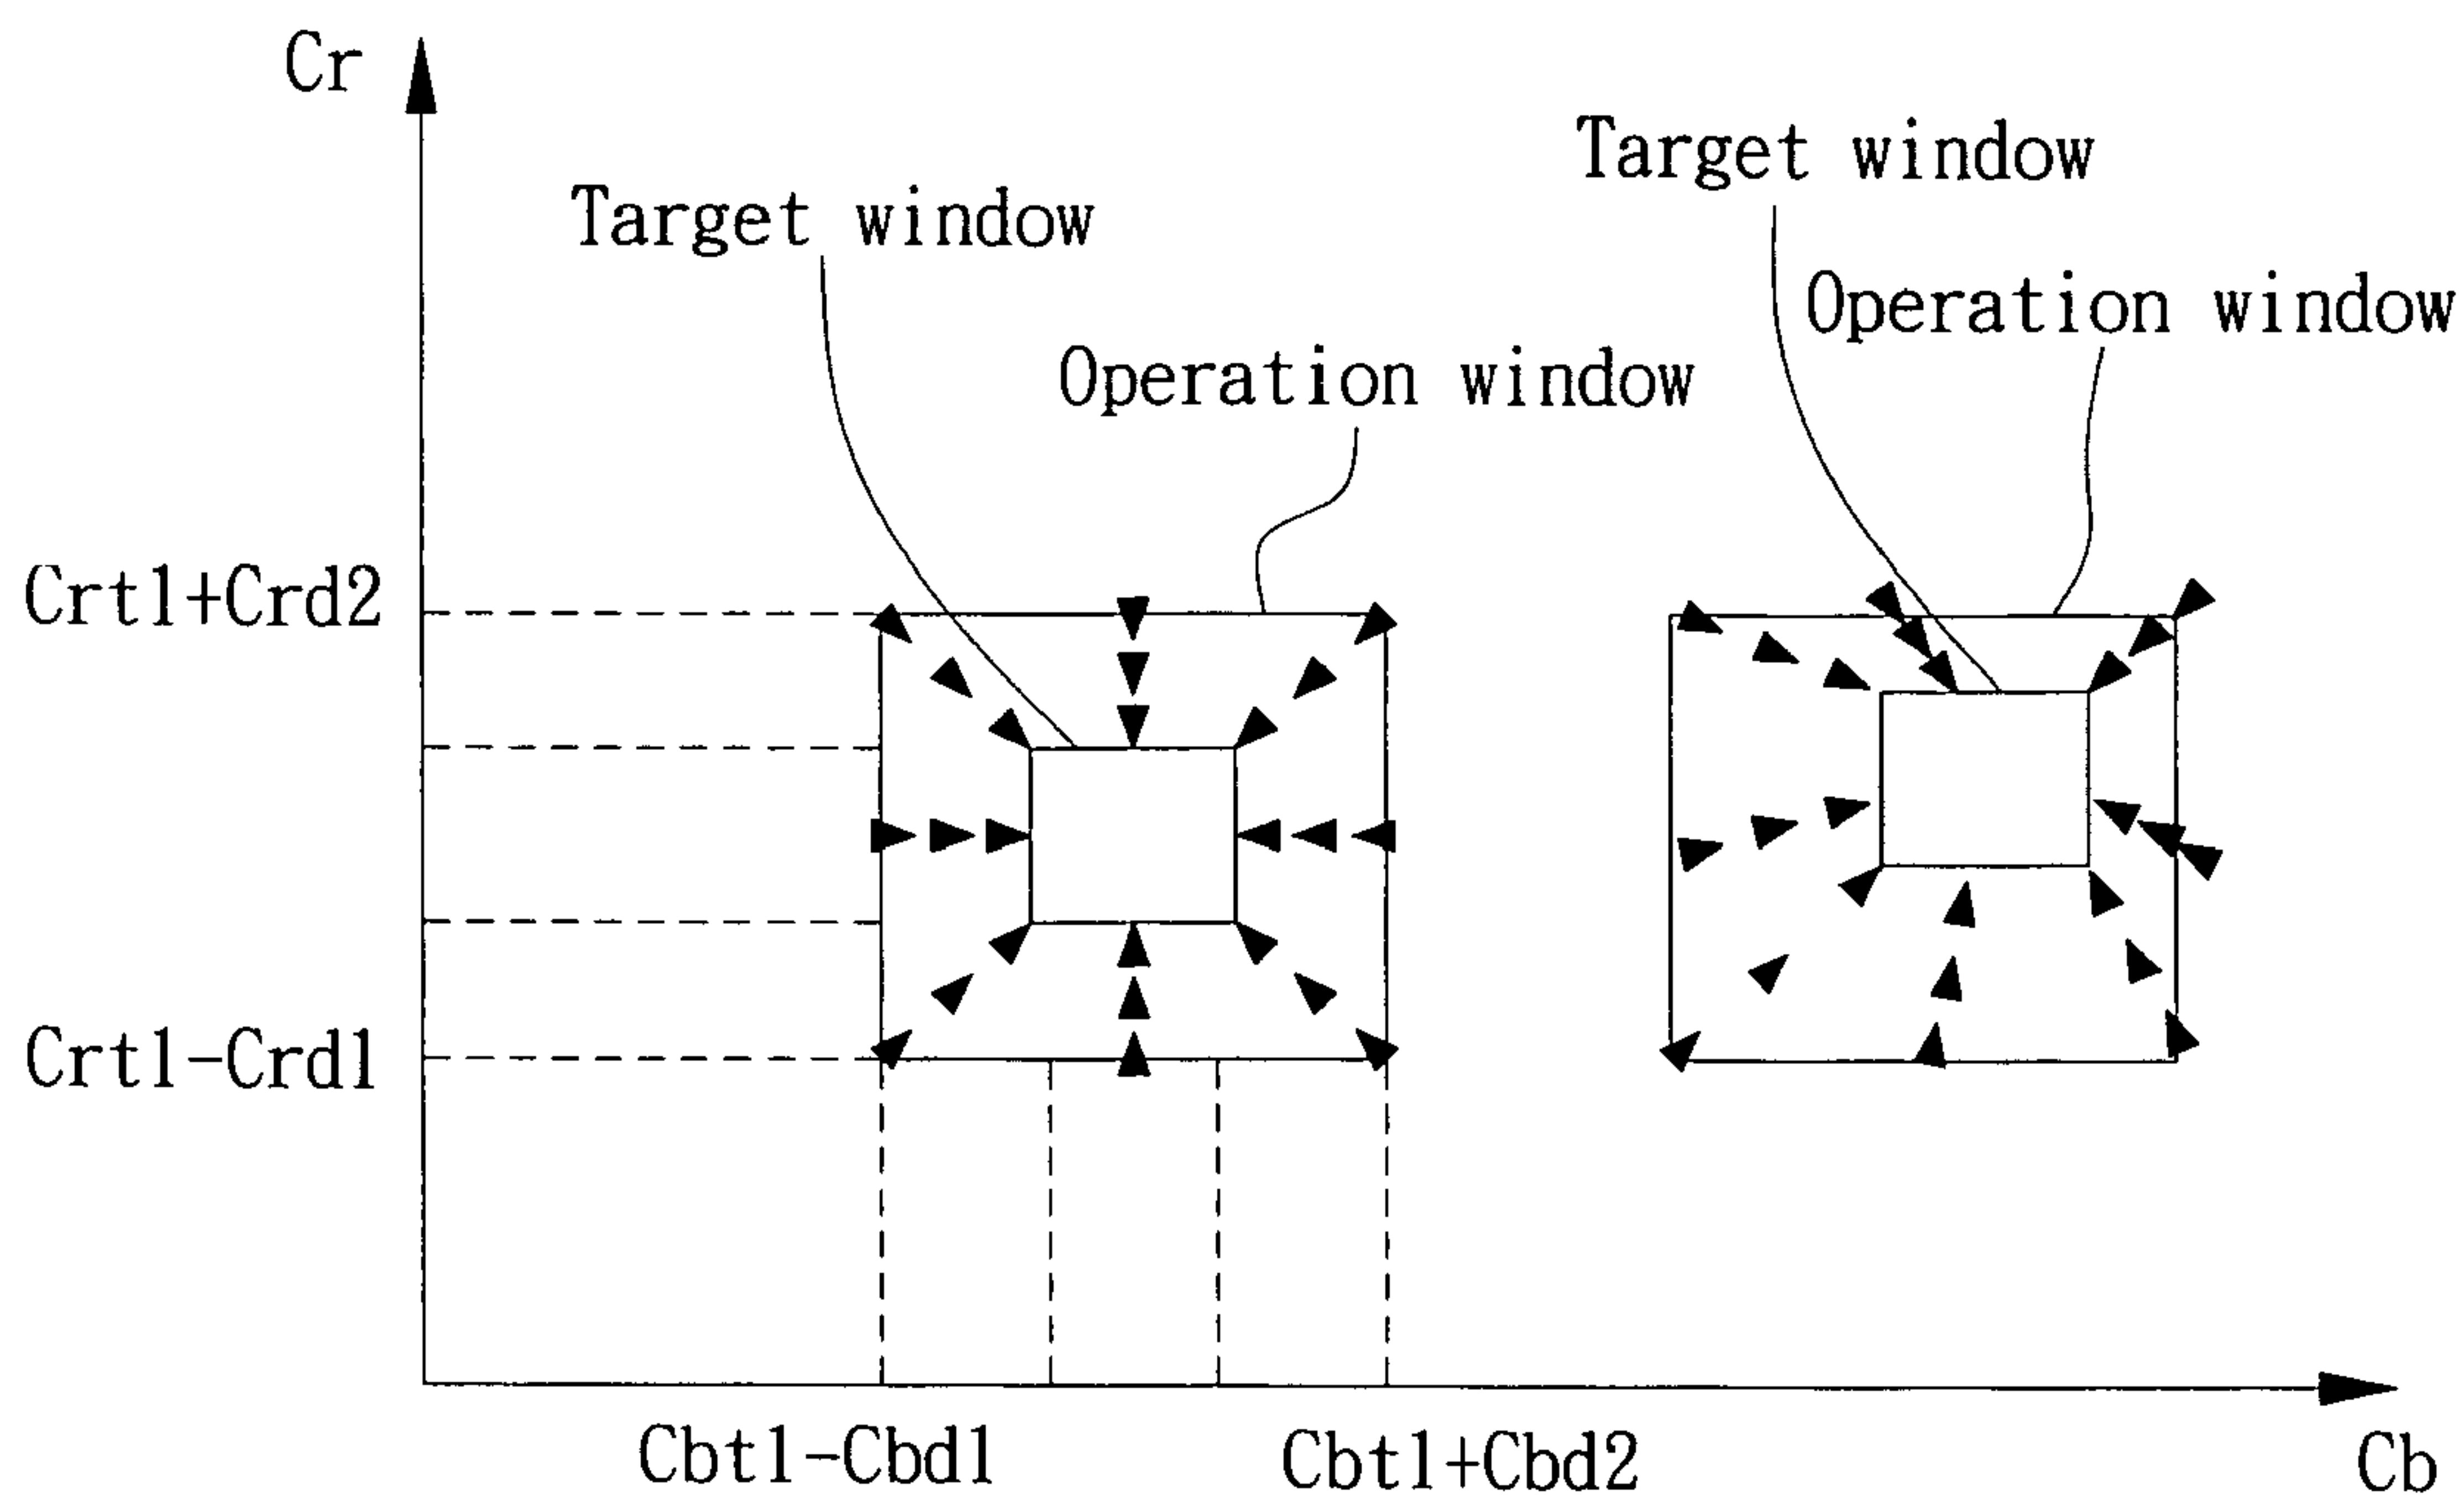 Cr
Target window
Target window
Operation window
Operation window
Crt1+Crd2
Crt1-Crd1
Cbt1-Cbd1
Cbt1+Cbd2
Cb